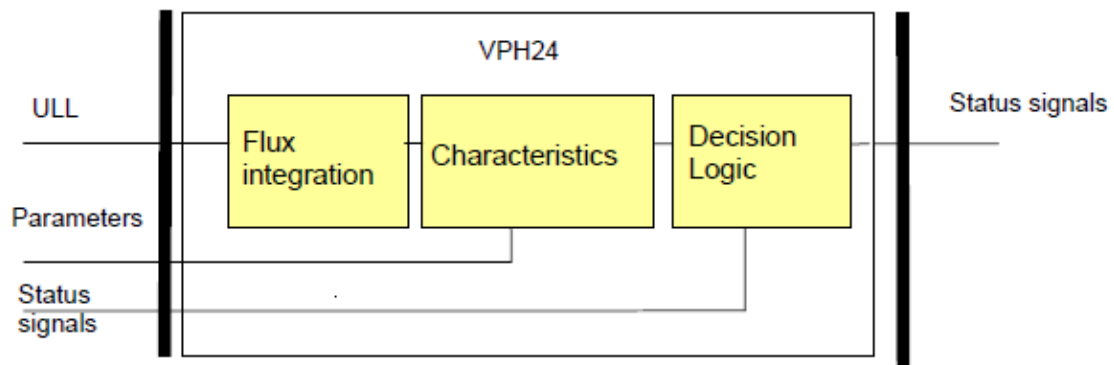 VPH24
ULL
Status signals
Flux
integration
Characteristics
Decision
Logic
Parameters
Status
signals